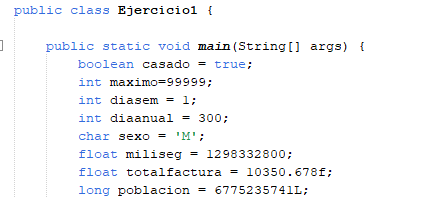 public class Ejercicio1 {
public static void main(String[] args) {
boolean casado = true;
int maximo=99999;
int diasem = 1;
int diaanual = 300;
char sexo = 'M';
float miliseg = 1298332800;
float totalfactura = 10350.678f;
long poblacion = 6775235741L;